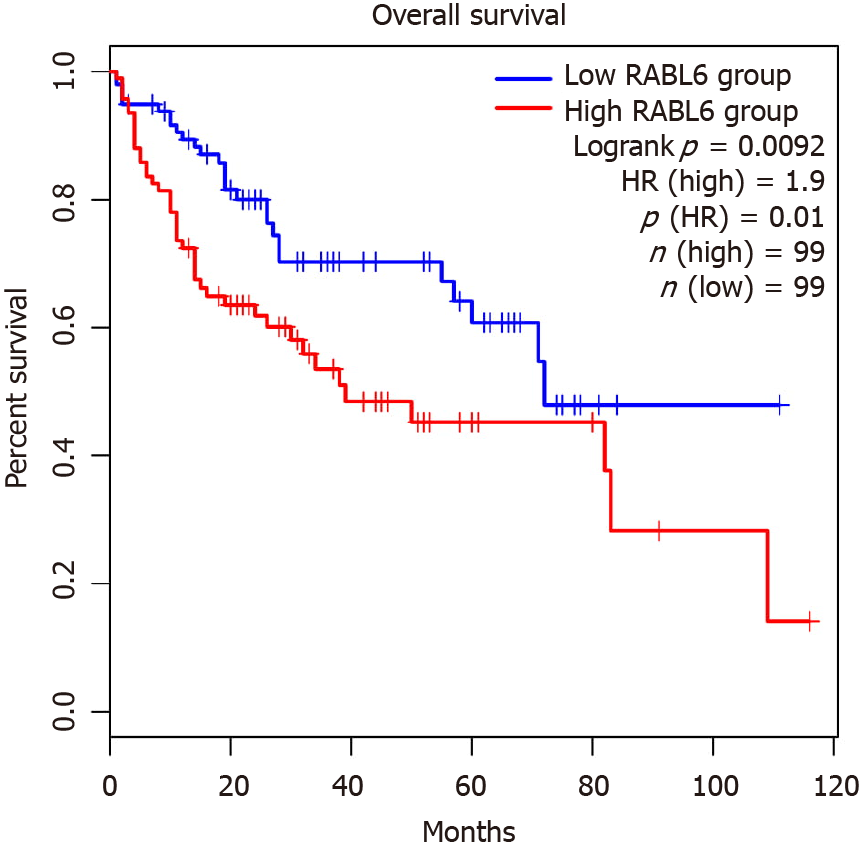 Overall survival
Low RABL6 group
High RABL6 group
Logrank p = 0.0092
HR (high) = 1.9
p (HR) = 0.01
n (high) = 99
n (low) = 99
Percent survival
1.0
0.8
0.6
0.4
0.2
0.0
0 20 40 60 80 100 120
Months